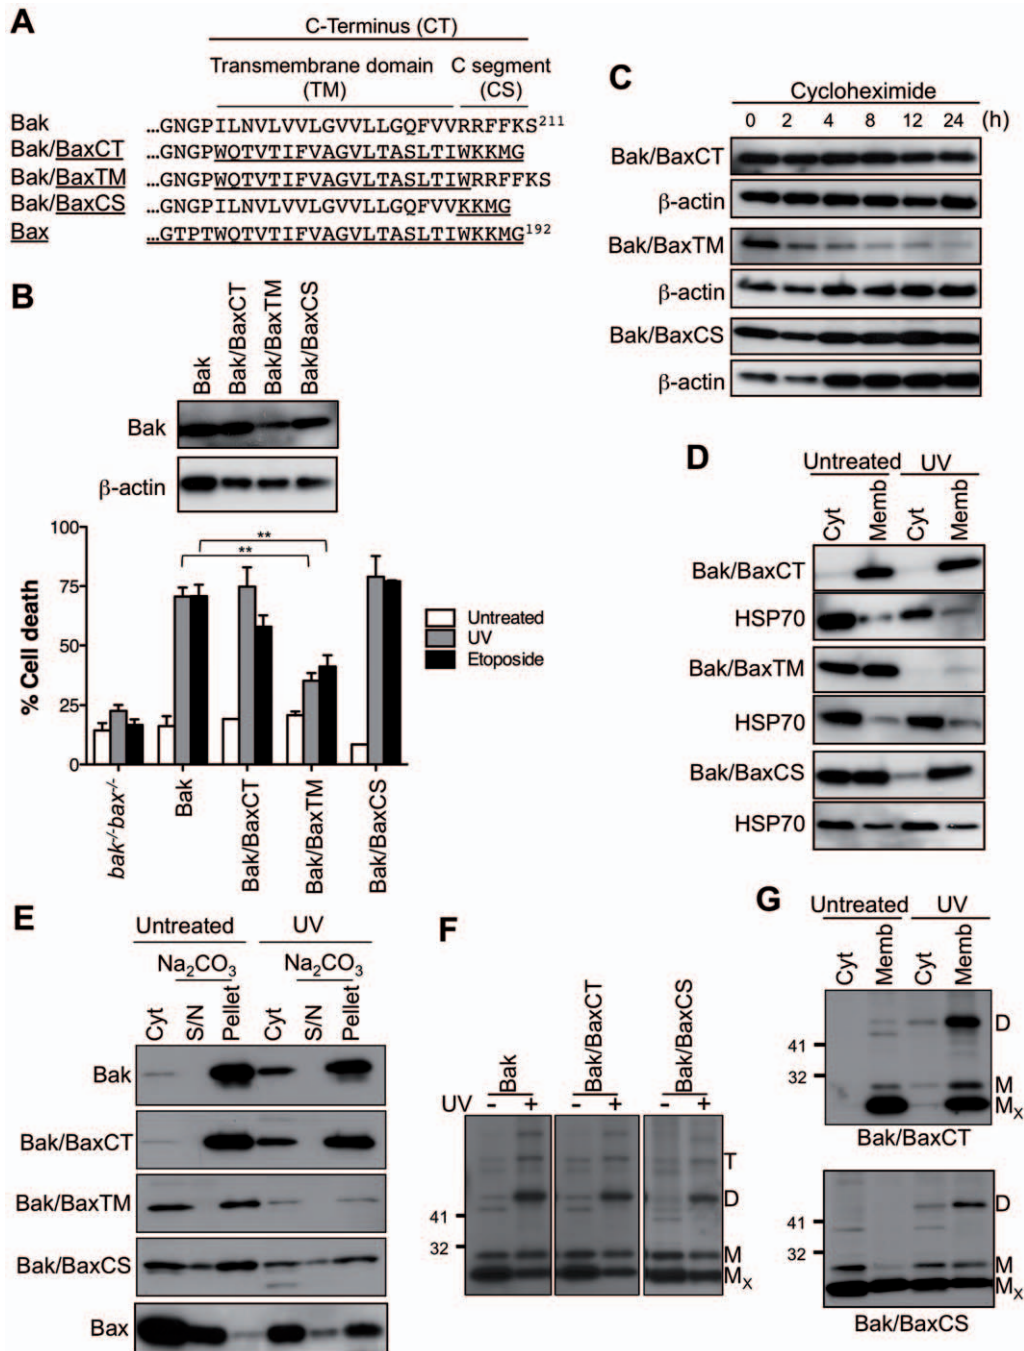 A
C-Terminus (CT)
Transmembrane domain (TM)
C segment (CS)
Bak ...GNGPILNVLVVLGVVLLGQFVVRRFFKS211
Bak/BaxCT ...GNGPWQTVTIFVAGVLTASLTIWKKMG
Bak/BaxTM ...GNGPWQTVTIFVAGVLTASLTIWRRFFKS
Bak/BaxCS ...GNGPILNVLVVLGVVLLGQFVVKKMG
Bax ...GTPTWQTVTIFVAGVLTASLTIWKKMG192
B
Bak Bak/BaxCT Bak/BaxTM Bak/BaxCS
Bak
β-actin
% Cell death
100
75
50
25
0
**
**
Untreated
UV
Etoposide
bak-/-bax-/- Bak Bak/BaxCT Bak/BaxTM Bak/BaxCS
C
Cycloheximide
0 2 4 8 12 24 (h)
Bak/BaxCT
β-actin
Bak/BaxTM
β-actin
Bak/BaxCS
β-actin
D
Untreated UV
Cyt Memb Cyt Memb
Bak/BaxCT
HSP70
Bak/BaxTM
HSP70
Bak/BaxCS
HSP70
E
Untreated UV
Na2CO3 Na2CO3
Cyt S/N Pellet Cyt S/N Pellet
Bak
Bak/BaxCT
Bak/BaxTM
Bak/BaxCS
Bax
F
Bak Bak/BaxCT Bak/BaxCS
UV - + - + - +
T
D
41
32
M
Mx
G
Untreated UV
Cyt Memb Cyt Memb
D
41
32
M
Mx
Bak/BaxCT
D
41
32
M
Mx
Bak/BaxCS